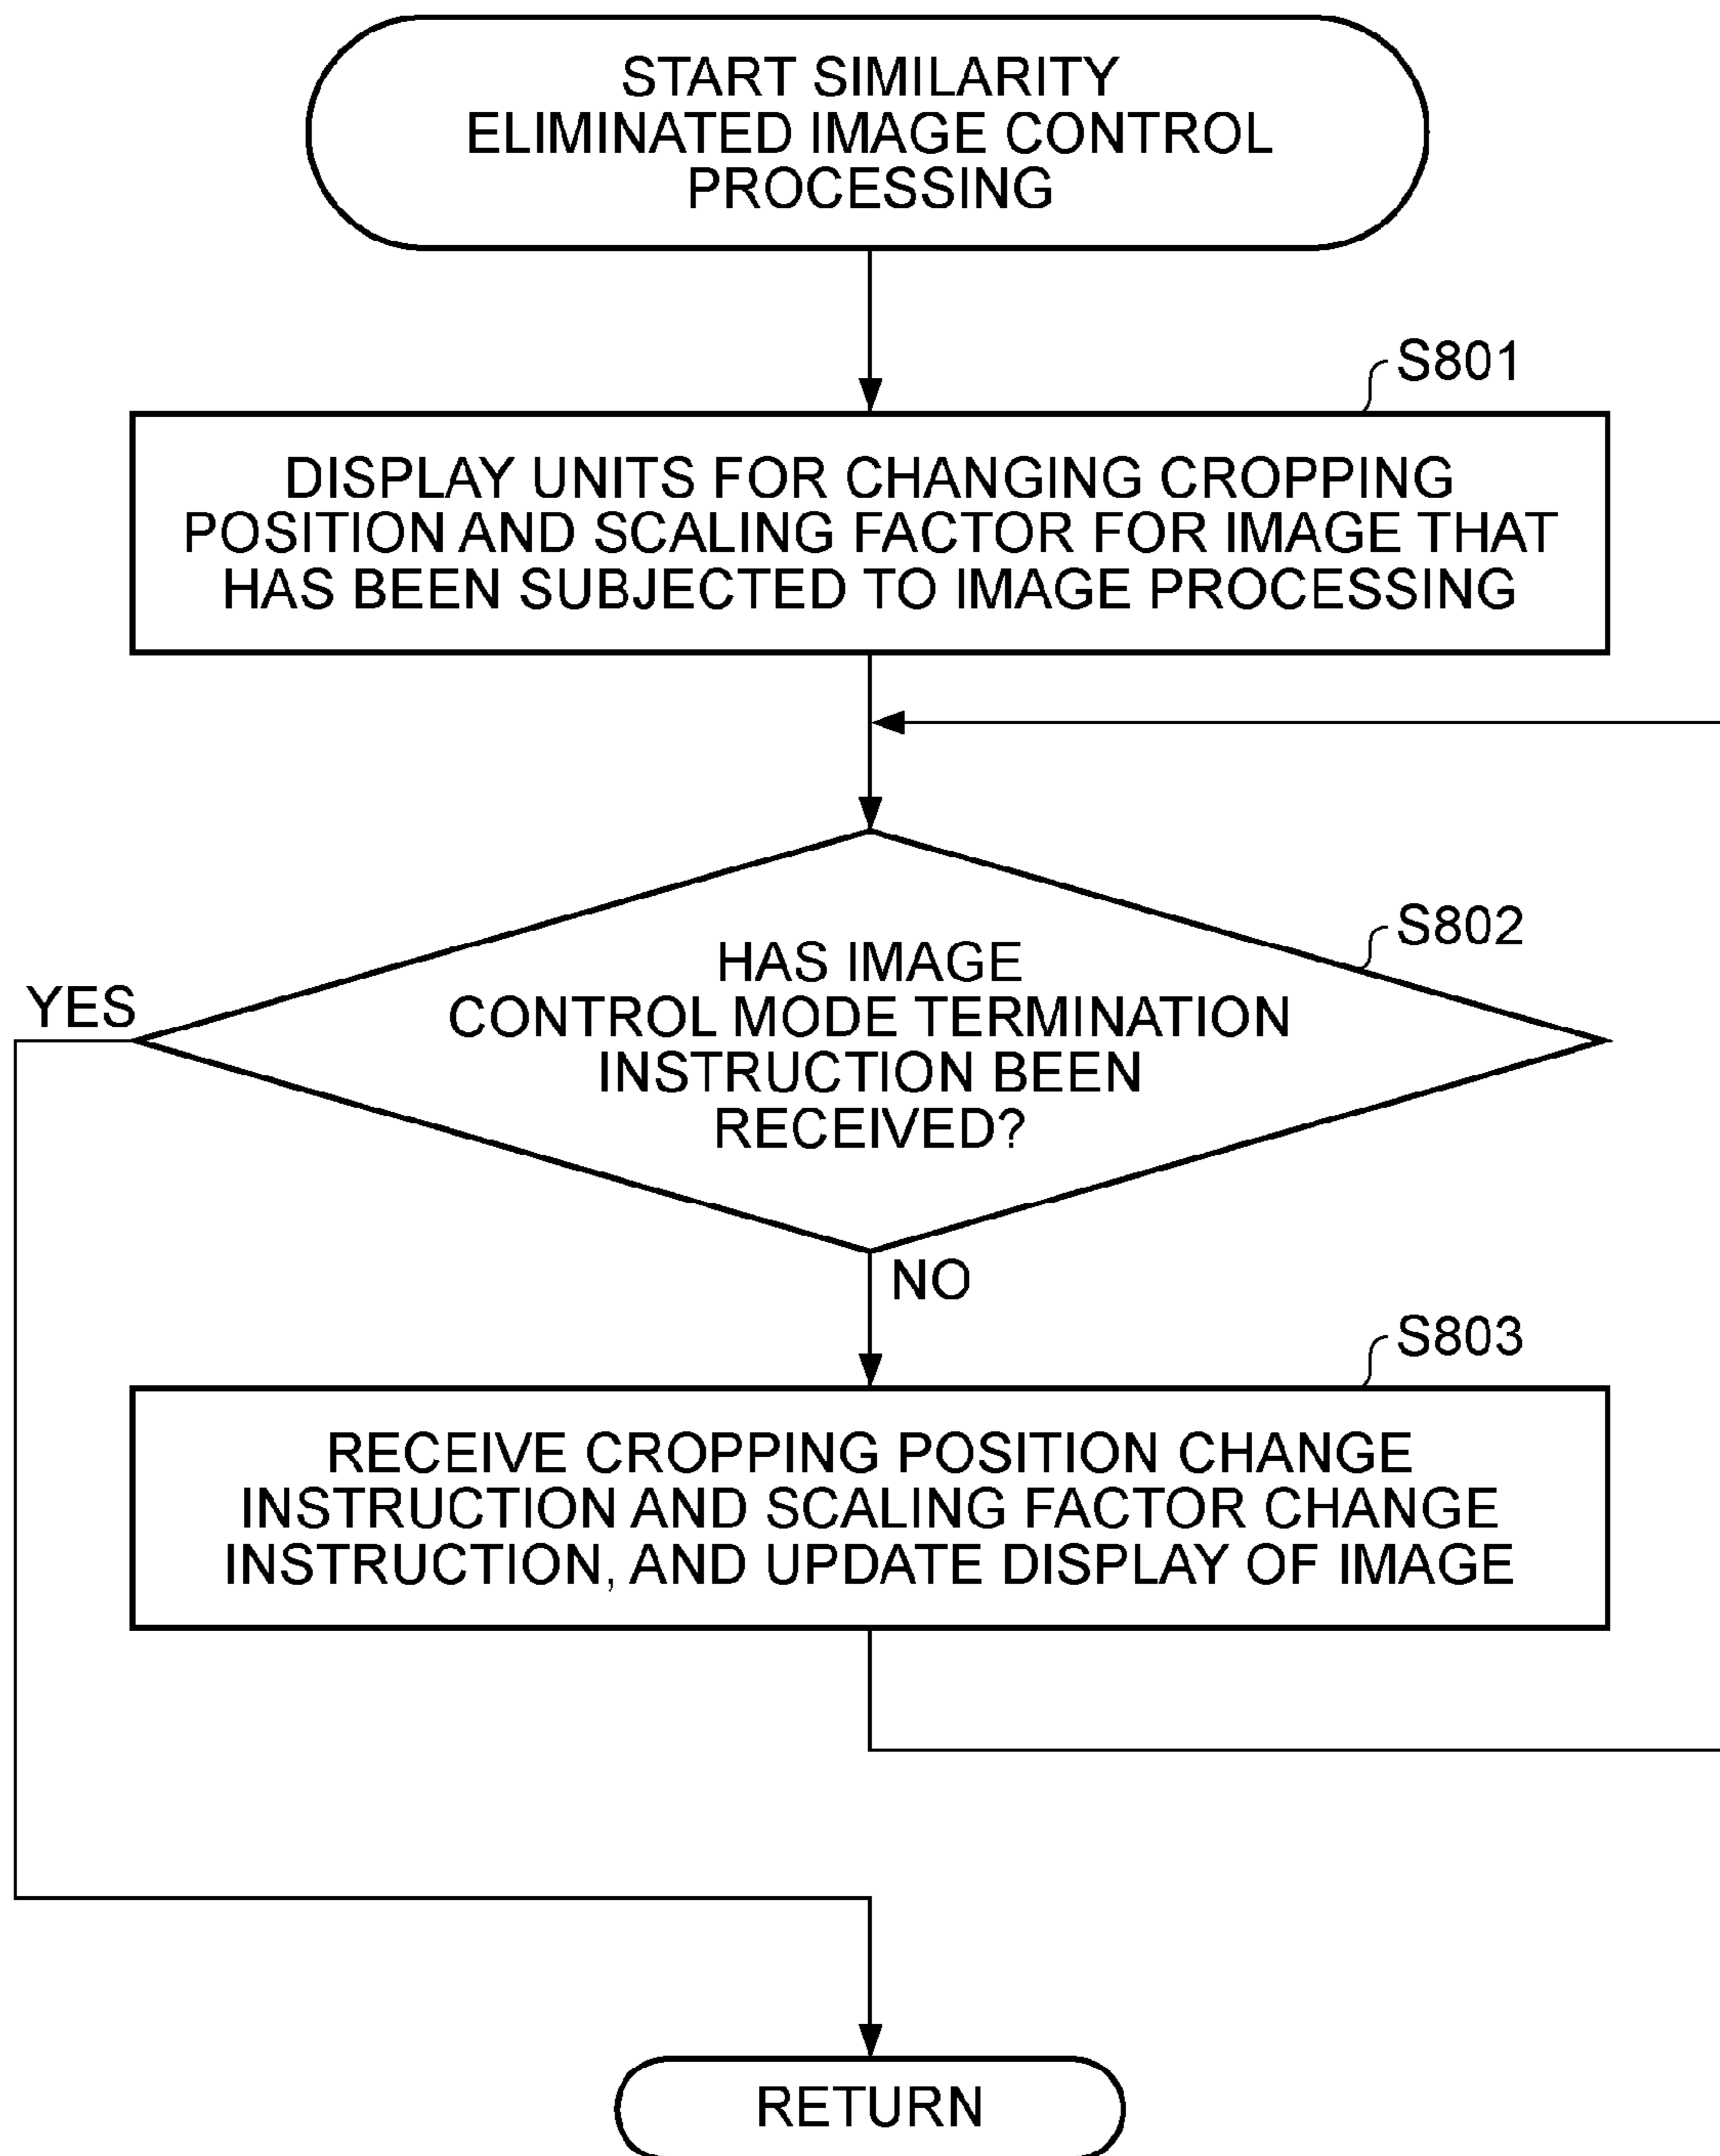 START SIMILARITY
ELIMINATED IMAGE CONTROL
PROCESSING
S801
DISPLAY UNITS FOR CHANGING CROPPING
POSITION AND SCALING FACTOR FOR IMAGE THAT
HAS BEEN SUBJECTED TO IMAGE PROCESSING
S802
HAS IMAGE
CONTROL MODE TERMINATION
INSTRUCTION BEEN
RECEIVED?
YES
NO
S803
RECEIVE CROPPING POSITION CHANGE
INSTRUCTION AND SCALING FACTOR CHANGE
INSTRUCTION, AND UPDATE DISPLAY OF IMAGE
RETURN